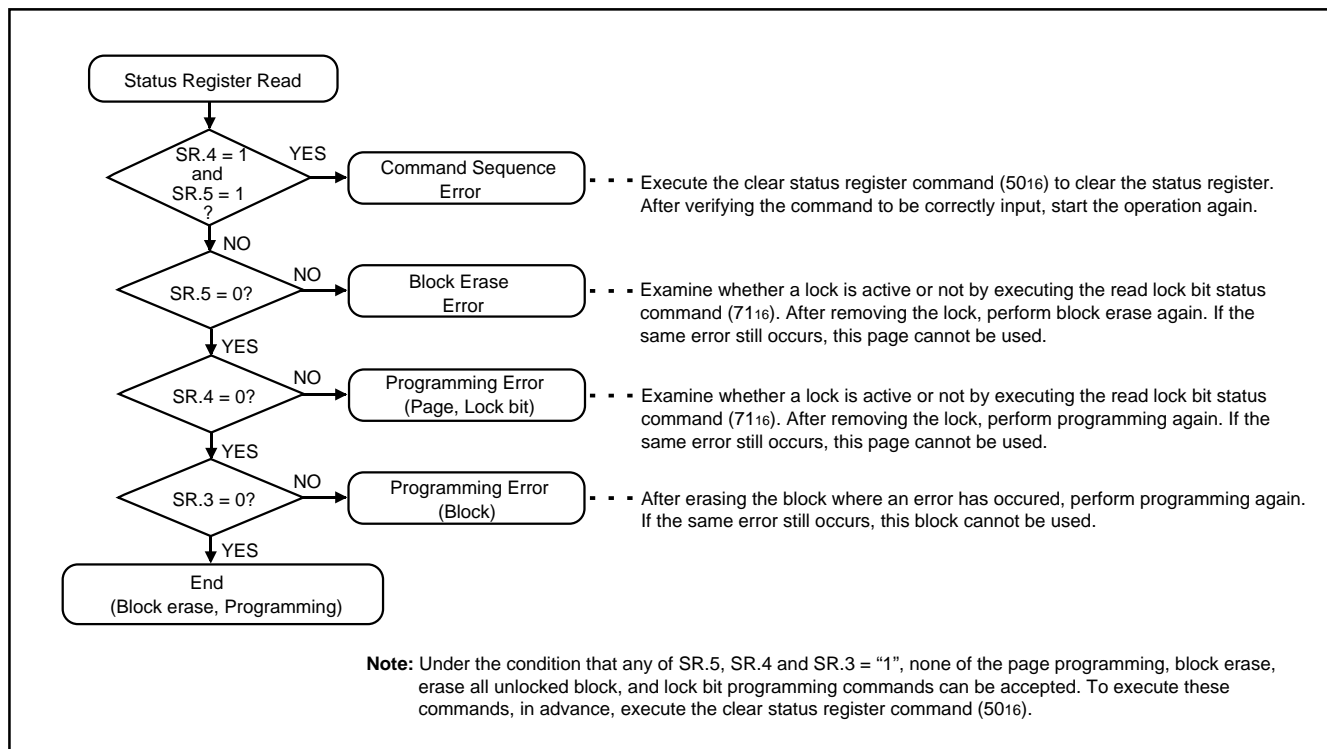 Status Register Read
SR.4 = 1
and
SR.5 = 1
?
YES
Command Sequence
Error
Execute the clear status register command (5016) to clear the status register.
After verifying the command to be correctly input, start the operation again.
NO
SR.5 = 0?
NO
Block Erase
Error
Examine whether a lock is active or not by executing the read lock bit status
command (7116). After removing the lock, perform block erase again. If the
same error still occurs, this page cannot be used.
YES
SR.4 = 0?
NO
Programming Error
(Page, Lock bit)
Examine whether a lock is active or not by executing the read lock bit status
command (7116). After removing the lock, perform programming again. If the
same error still occurs, this page cannot be used.
YES
SR.3 = 0?
NO
Programming Error
(Block)
After erasing the block where an error has occured, perform programming again.
If the same error still occurs, this block cannot be used.
YES
End
(Block erase, Programming)
Note: Under the condition that any of SR.5, SR.4 and SR.3 = “1”, none of the page programming, block erase,
erase all unlocked block, and lock bit programming commands can be accepted. To execute these
commands, in advance, execute the clear status register command (5016).